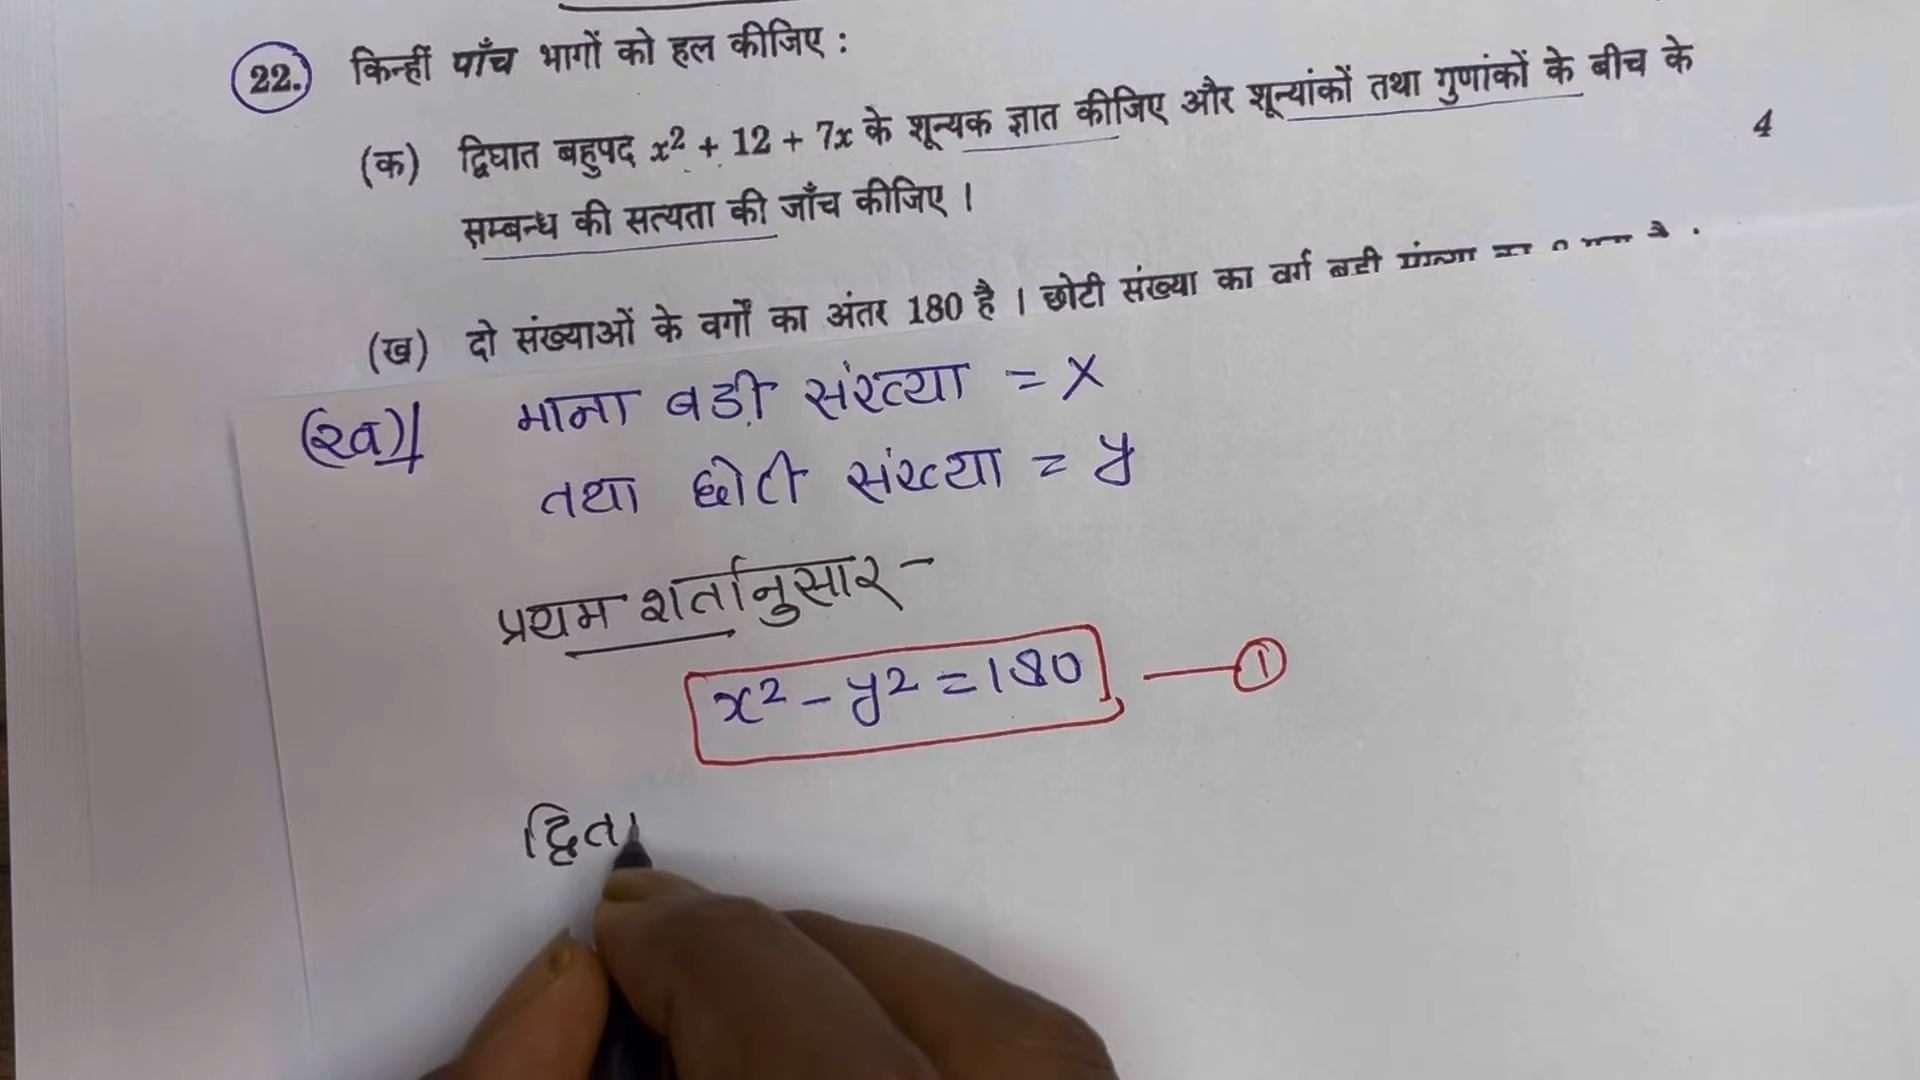 22. किन्हीं पाँच भागों को हल कीजिए :
(क) द्विघात बहुपद x² + 12 + 7x के शून्यक ज्ञात कीजिए और शून्यांकों तथा गुणांकों के बीच के
4
सम्बन्ध की सत्यता की जाँच कीजिए ।
(ख) दो संख्याओं के वर्गों का अंतर 180 है । छोटी संख्या का वर्ग बड़ी
(ख) माना बड़ी संख्या = x
तथा छोटी संख्या = y
प्रथम शर्तानुसार -
x² - y² = 180 — ①
द्वित